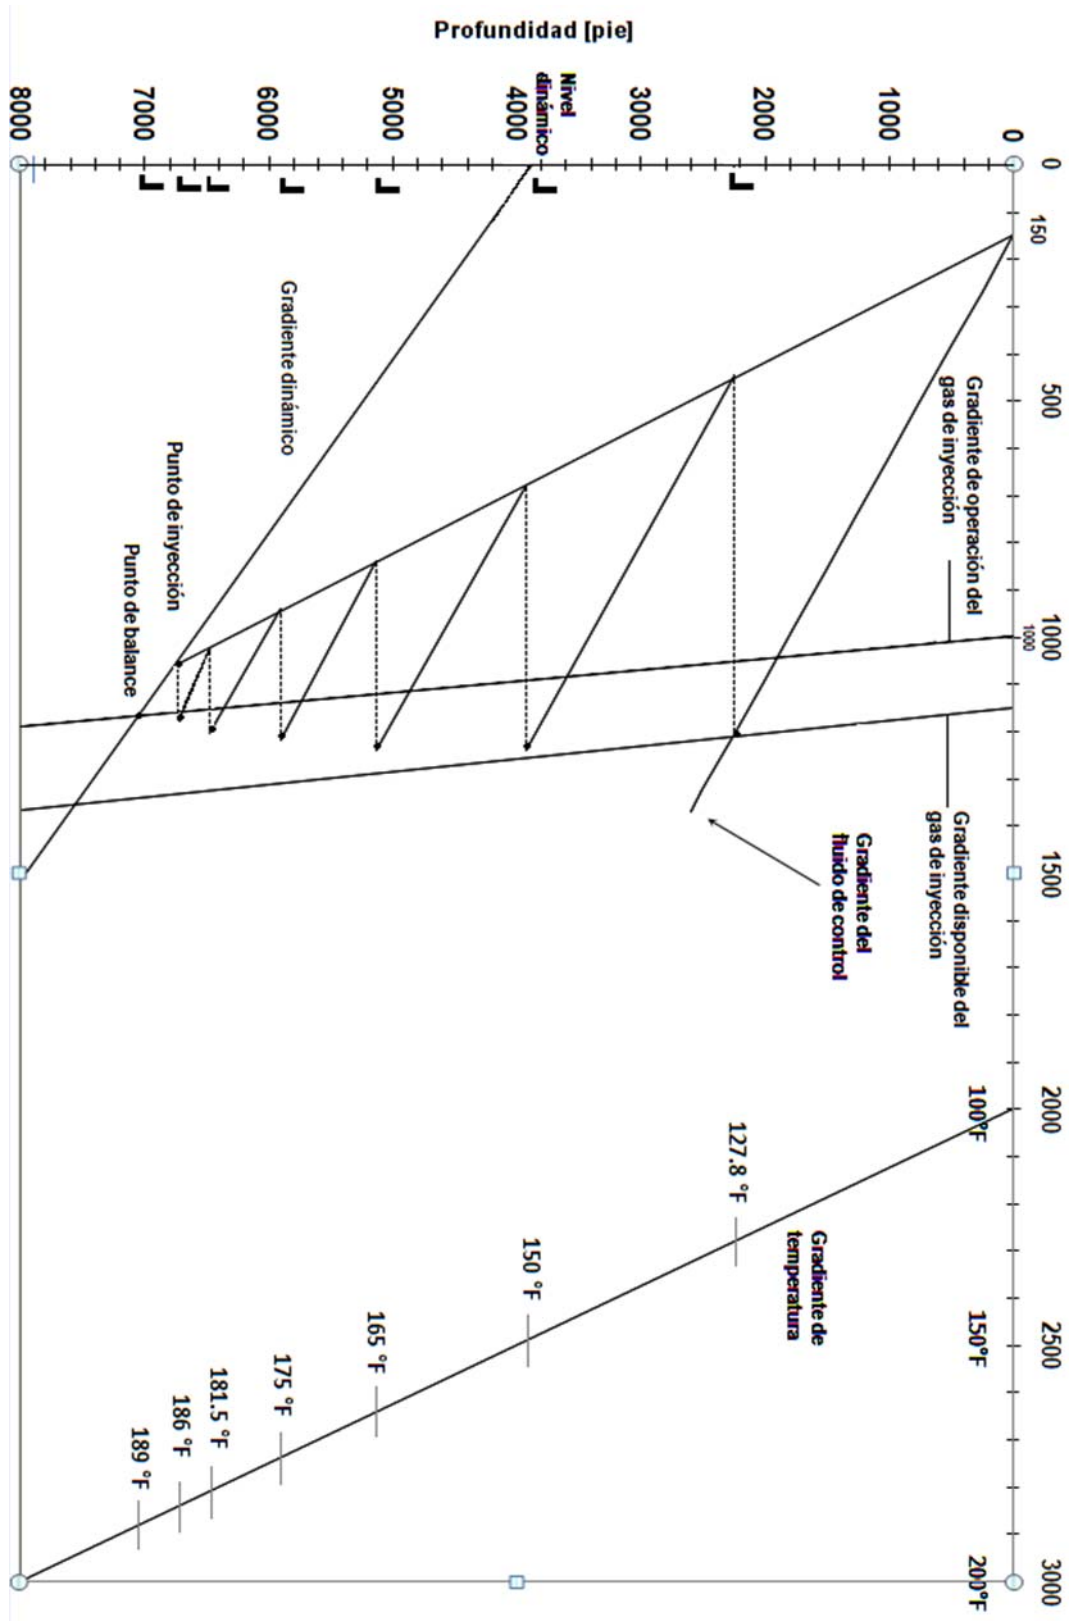 Profundidad [pie]
8000
7000
6000
5000
4000
3000
2000
1000
0
Nivel
dinámico
0
150
500
1000
1000
1500
2000
2500
3000
Gradiente de operación del
gas de inyección
Gradiente disponible del
gas de inyección
Gradiente del
fluido de control
Gradiente dinámico
Punto de inyección
Punto de balance
100°F
150°F
200°F
Gradiente de
temperatura
127.8 °F
150 °F
165 °F
175 °F
181.5 °F
186 °F
189 °F